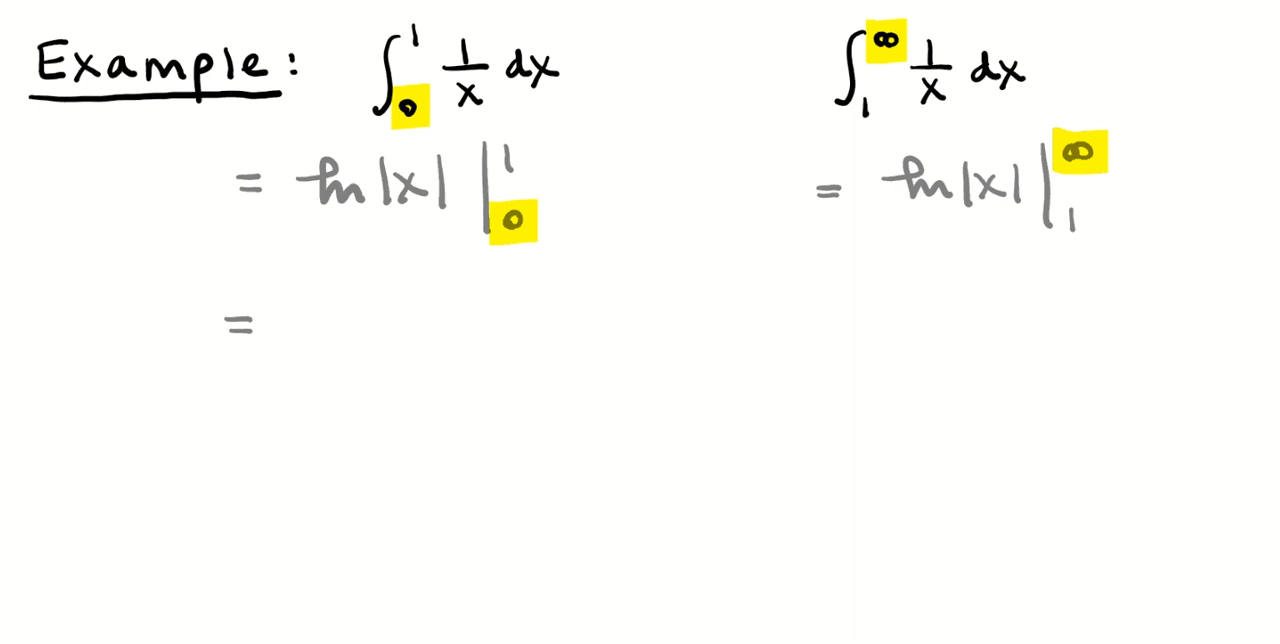 Example: ∫₀¹ 1/x dx    ∫₁^∞ 1/x dx
= ln|x| |₀¹    = ln|x| |₁^∞
=